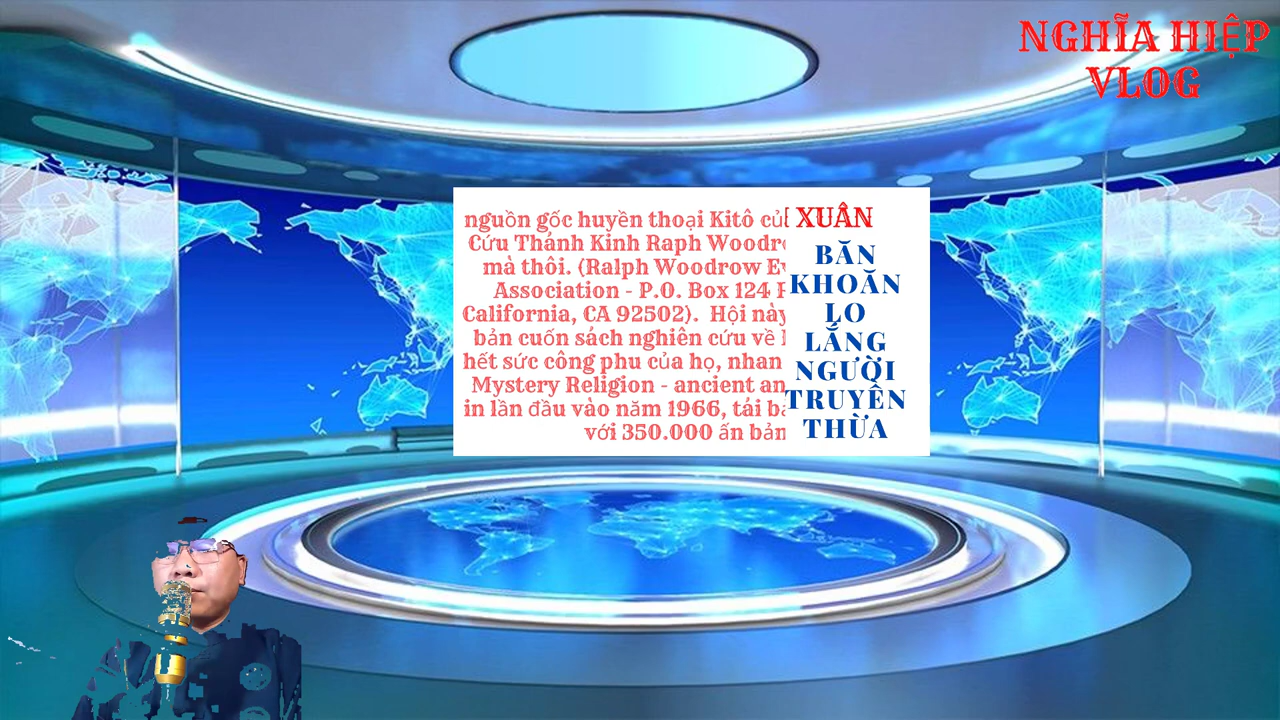 NGHĨA HIỆP
VLOG
nguồn gốc huyền thoại Kitô
Cứu Thánh Kinh Raph
mà thôi. (Ralph Woodrow
Association - P.O. Box 124
California, CA 92502). Hội này
bản cuốn sách nghiên cứu về
hết sức công phu của họ, nhan
Mystery Religion - ancient
in lần đầu vào năm 1966, tái
với 350.000 ấn bản
XUÂN
BĂN
KHOĂN
LO
LẮNG
NGƯỜI
TRUYỀN
THỪA